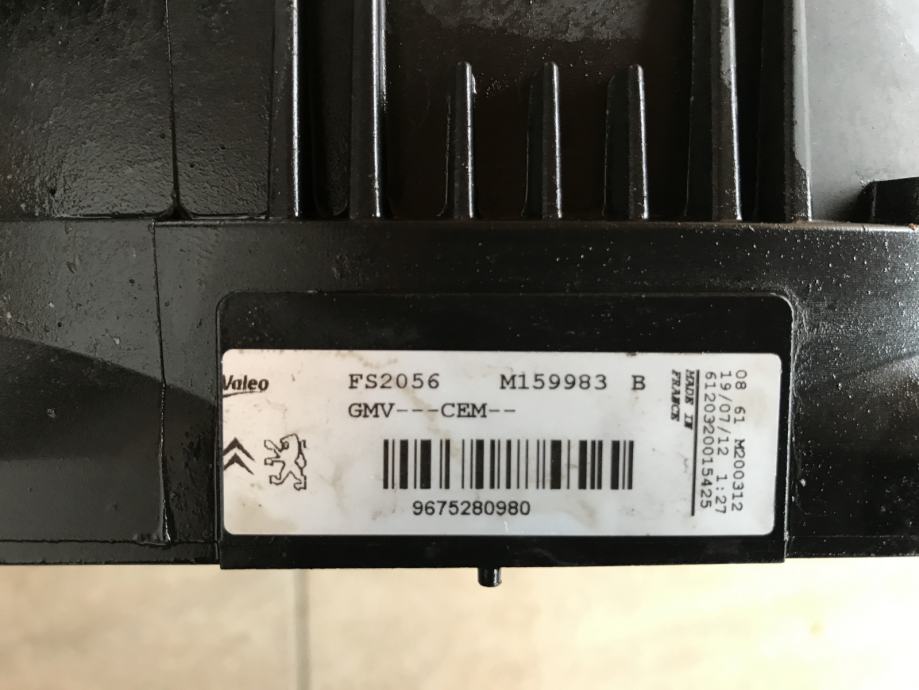 Valeo
FS2056 M159983 B
GMV---CEM--
9675280980
MADE IN
FRANCE
08 61 M200312
19/07/12 1:27
6120320015425